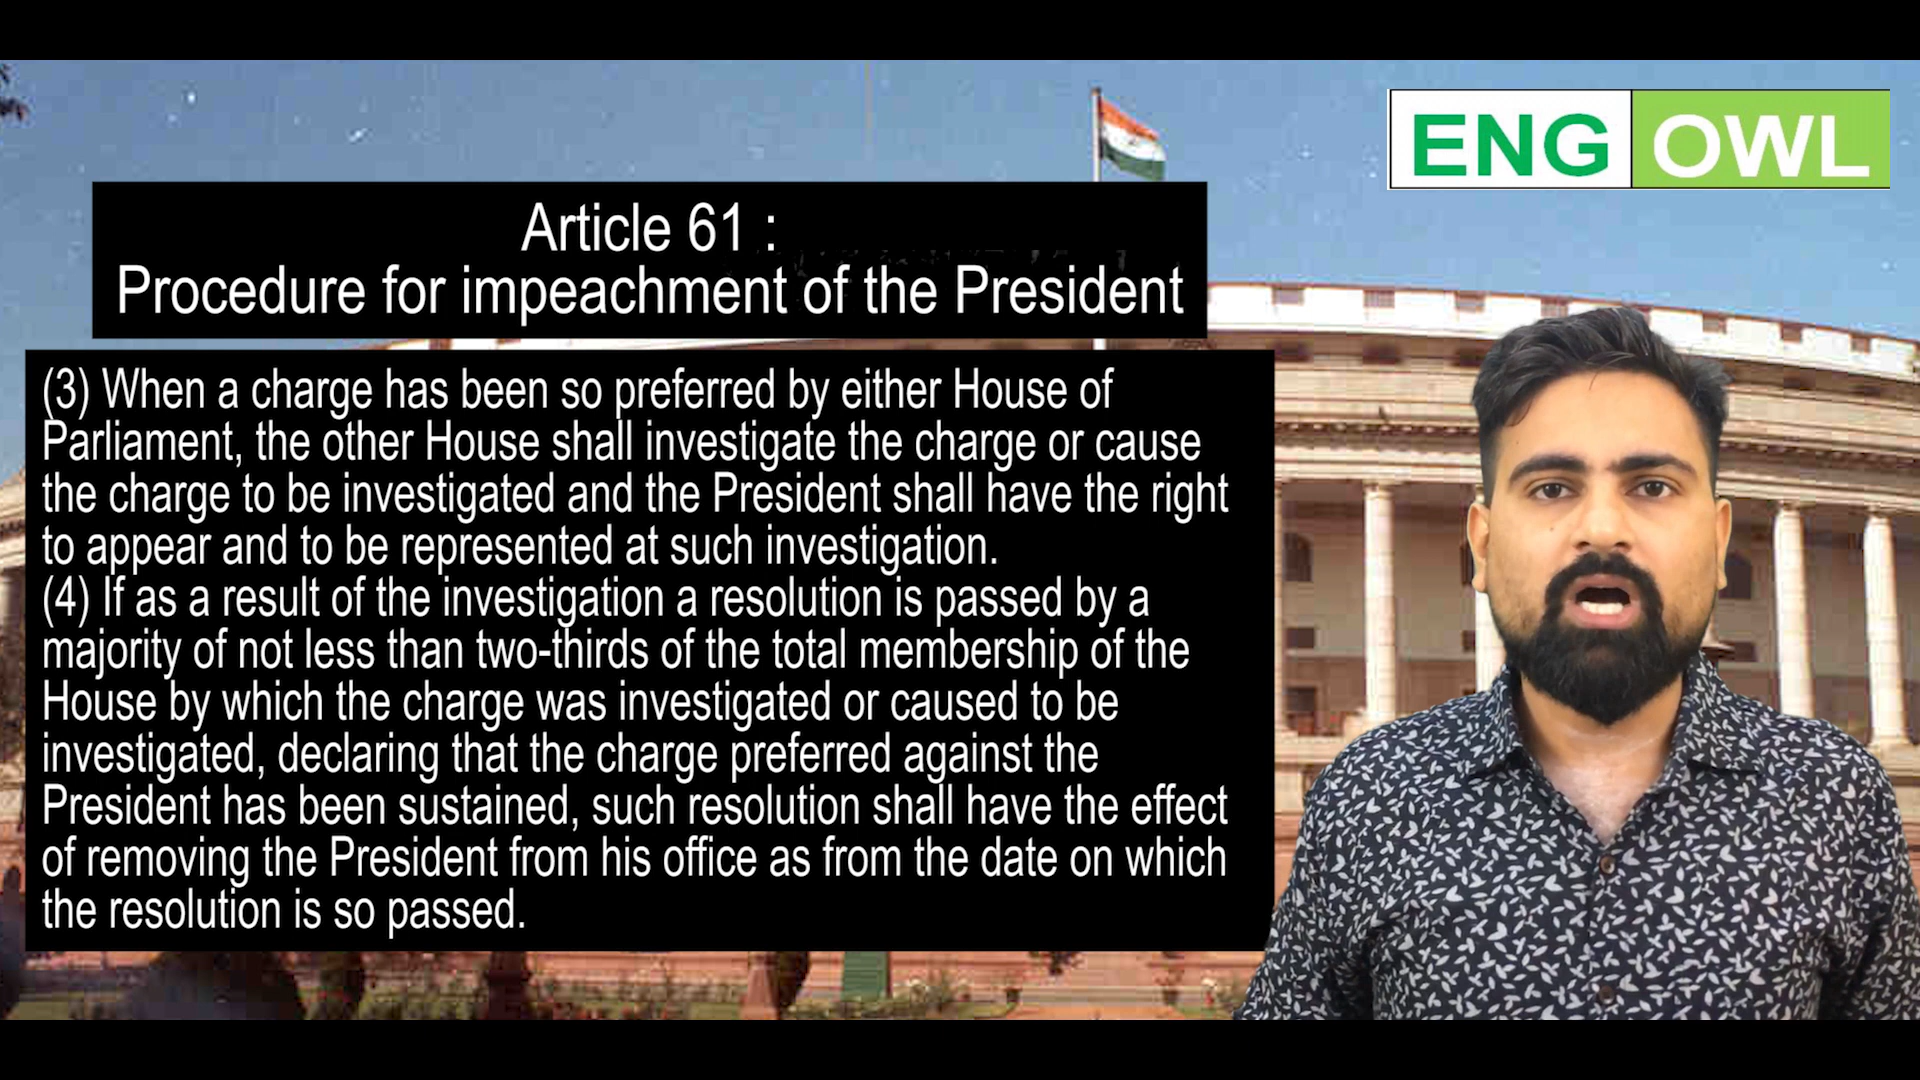 ENG OWL
Article 61 :
Procedure for impeachment of the President
(3) When a charge has been so preferred by either House of
Parliament, the other House shall investigate the charge or cause
the charge to be investigated and the President shall have the right
to appear and to be represented at such investigation.
(4) If as a result of the investigation a resolution is passed by a
majority of not less than two-thirds of the total membership of the
House by which the charge was investigated or caused to be
investigated, declaring that the charge preferred against the
President has been sustained, such resolution shall have the effect
of removing the President from his office as from the date on which
the resolution is so passed.